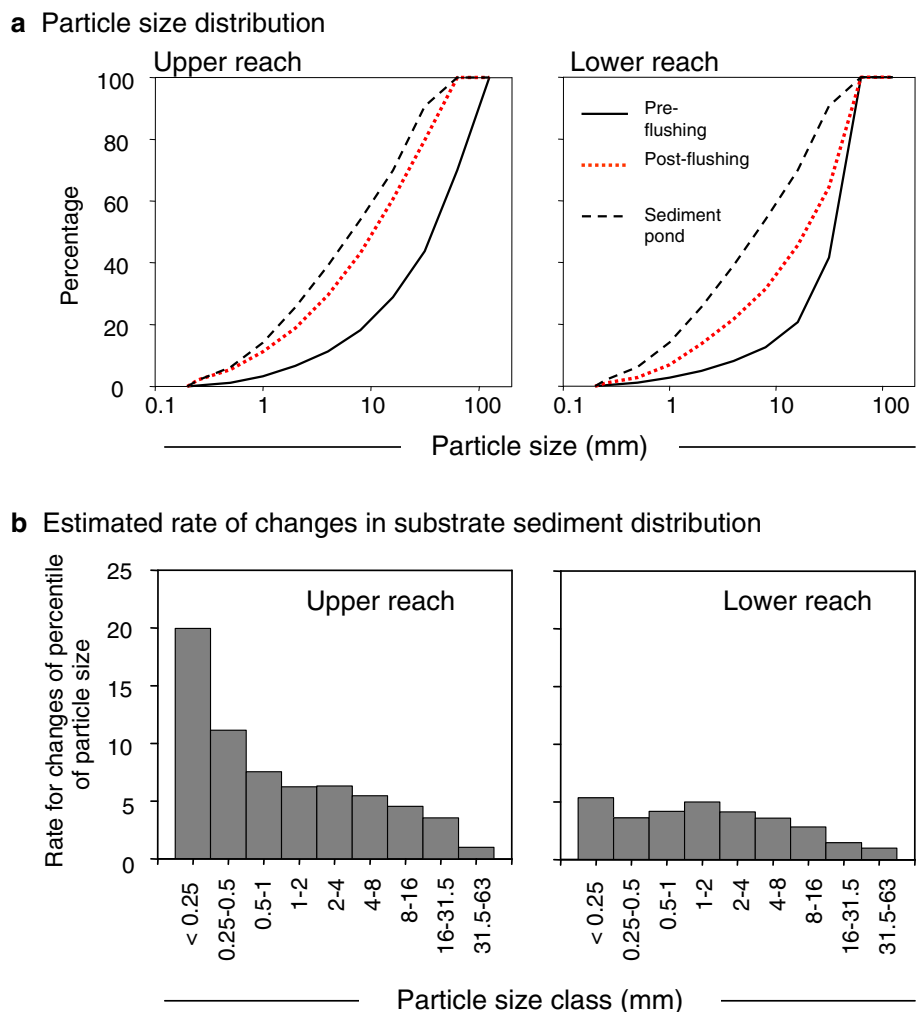 a Particle size distribution
Upper reach
Lower reach
Percentage
100
80
60
40
20
0
0.1
1
10
100
Pre-
flushing
Post-flushing
Sediment
pond
0.1
1
10
100
Particle size (mm)
b Estimated rate of changes in substrate sediment distribution
Rate for changes of percentile
of particle size
25
20
15
10
5
0
Upper reach
Lower reach
< 0.25
0.25-0.5
0.5-1
1-2
2-4
4-8
8-16
16-31.5
31.5-63
< 0.25
0.25-0.5
0.5-1
1-2
2-4
4-8
8-16
16-31.5
31.5-63
Particle size class (mm)